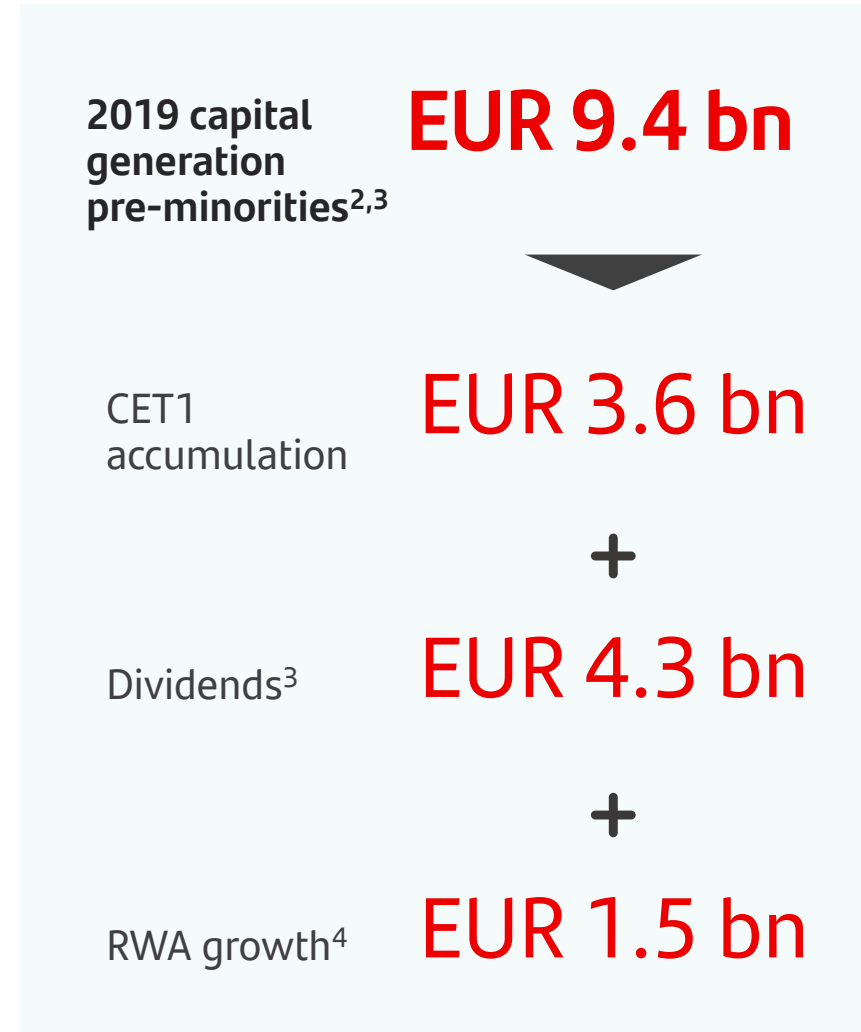 2019 capital
generation
pre-minorities2,3
EUR 9.4 bn
CET1
accumulation
EUR 3.6 bn
+
Dividends3
EUR 4.3 bn
+
RWA growth4
EUR 1.5 bn